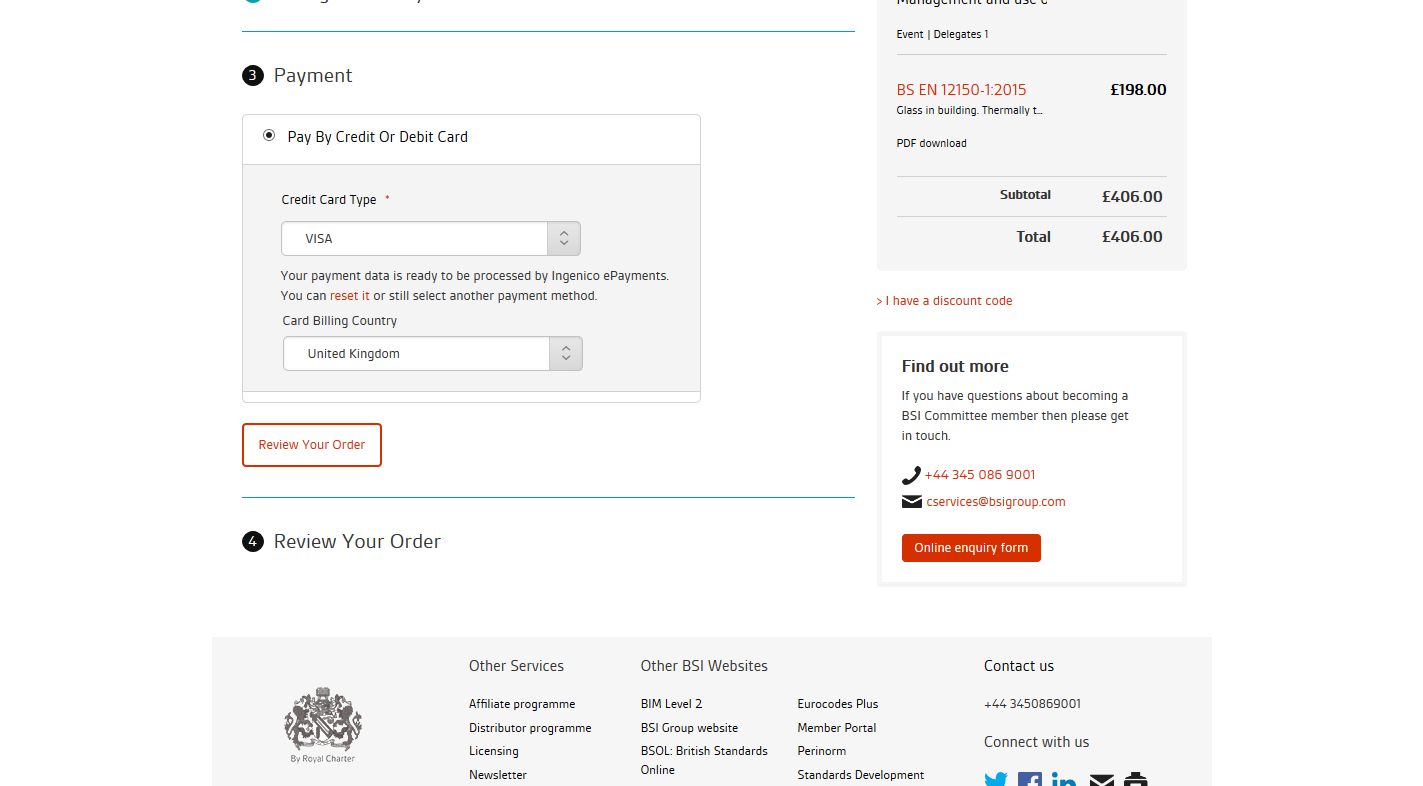 Management and use o
Event | Delegates 1
3 Payment
BS EN 12150-1:2015 £198.00
Glass in building. Thermally t...
PDF download
Pay By Credit Or Debit Card
Subtotal £406.00
Total £406.00
Credit Card Type *
VISA
Your payment data is ready to be processed by Ingenico ePayments.
You can reset it or still select another payment method.
Card Billing Country
United Kingdom
> I have a discount code
Review Your Order
Find out more
If you have questions about becoming a
BSI Committee member then please get
in touch.
+44 345 086 9001
cservices@bsigroup.com
Online enquiry form
4 Review Your Order
By Royal Charter
Other Services
Affiliate programme
Distributor programme
Licensing
Newsletter
Other BSI Websites
BIM Level 2
BSI Group website
BSOL: British Standards
Online
Eurocodes Plus
Member Portal
Perinorm
Standards Development
Contact us
+44 3450869001
Connect with us